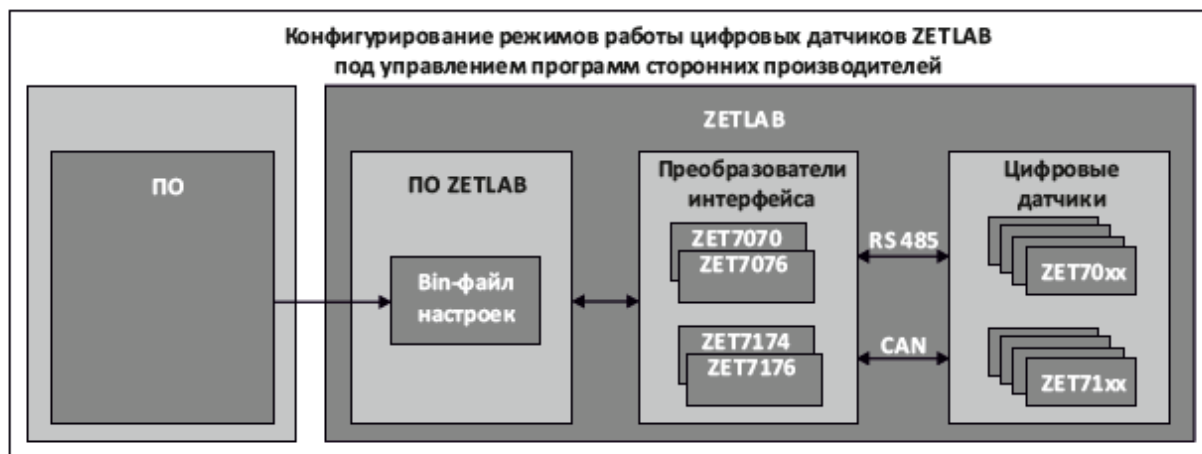 Конфигурирование режимов работы цифровых датчиков ZETLAB
под управлением программ сторонних производителей
ZETLAB
ПО
ПО ZETLAB
Bin-файл
настроек
Преобразователи
интерфейса
ZET7070
ZET7076
ZET7174
ZET7176
RS 485
CAN
Цифровые
датчики
ZET70xx
ZET71xx